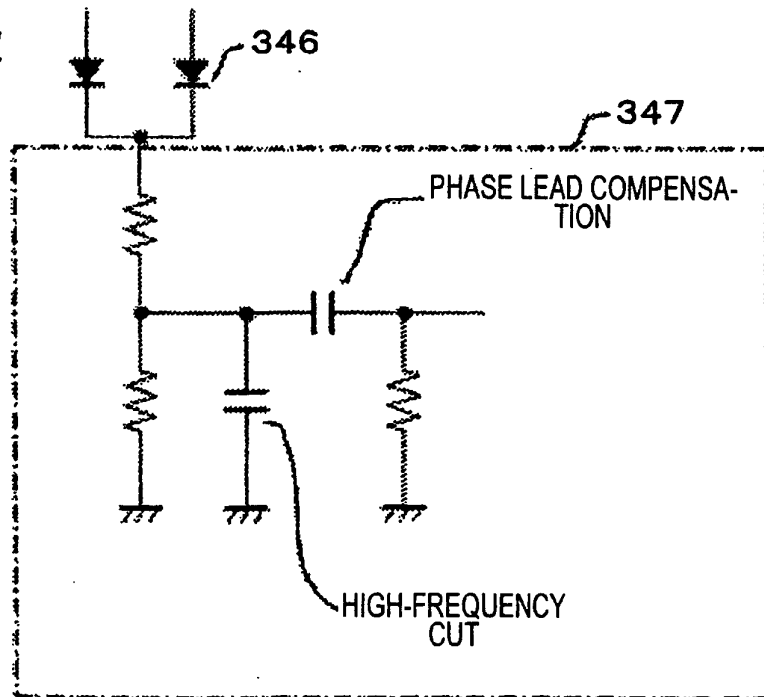 346
347
PHASE LEAD COMPENSA-
TION
HIGH-FREQUENCY
CUT